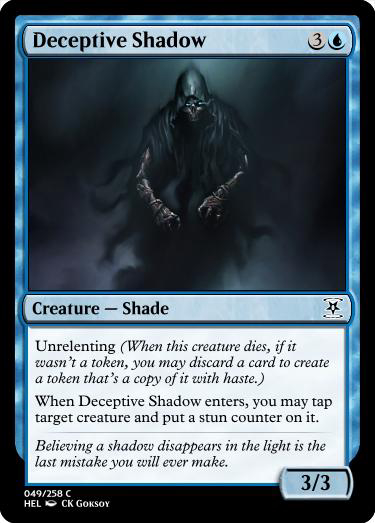 Deceptive Shadow 3
Creature — Shade
Unrelenting (When this creature dies, if it
wasn't a token, you may discard a card to create
a token that's a copy of it with haste.)
When Deceptive Shadow enters, you may tap
target creature and put a stun counter on it.
Believing a shadow disappears in the light is the
last mistake you will ever make.
3/3
049/258 C
HEL CK Goksoy